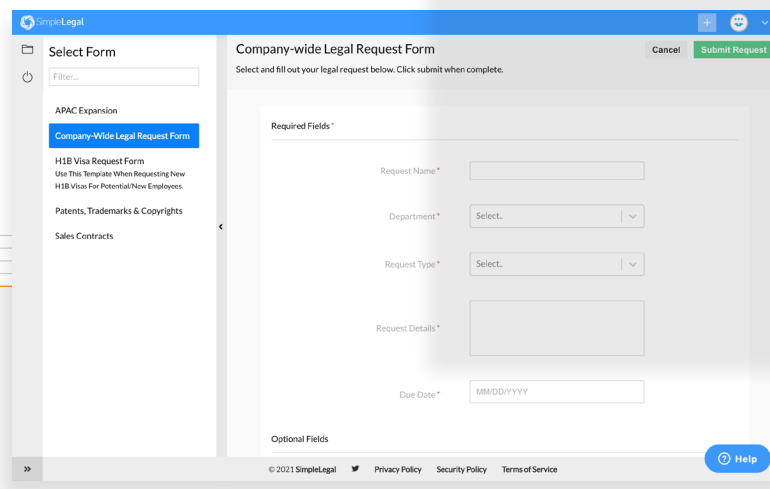 SimpleLegal
Select Form
Filter...
APAC Expansion
Company-Wide Legal Request Form
H1B Visa Request Form
Use This Template When Requesting New
H1B Visas For Potential/New Employees.
Patents, Trademarks & Copyrights
Sales Contracts
Company-wide Legal Request Form
Cancel
Submit Request
Select and fill out your legal request below. Click submit when complete.
Required Fields*
Request Name*
Department*
Select..
Request Type*
Select..
Request Details*
Due Date*
MM/DD/YYYY
Optional Fields
Help
© 2021 SimpleLegal Privacy Policy Security Policy Terms of Service